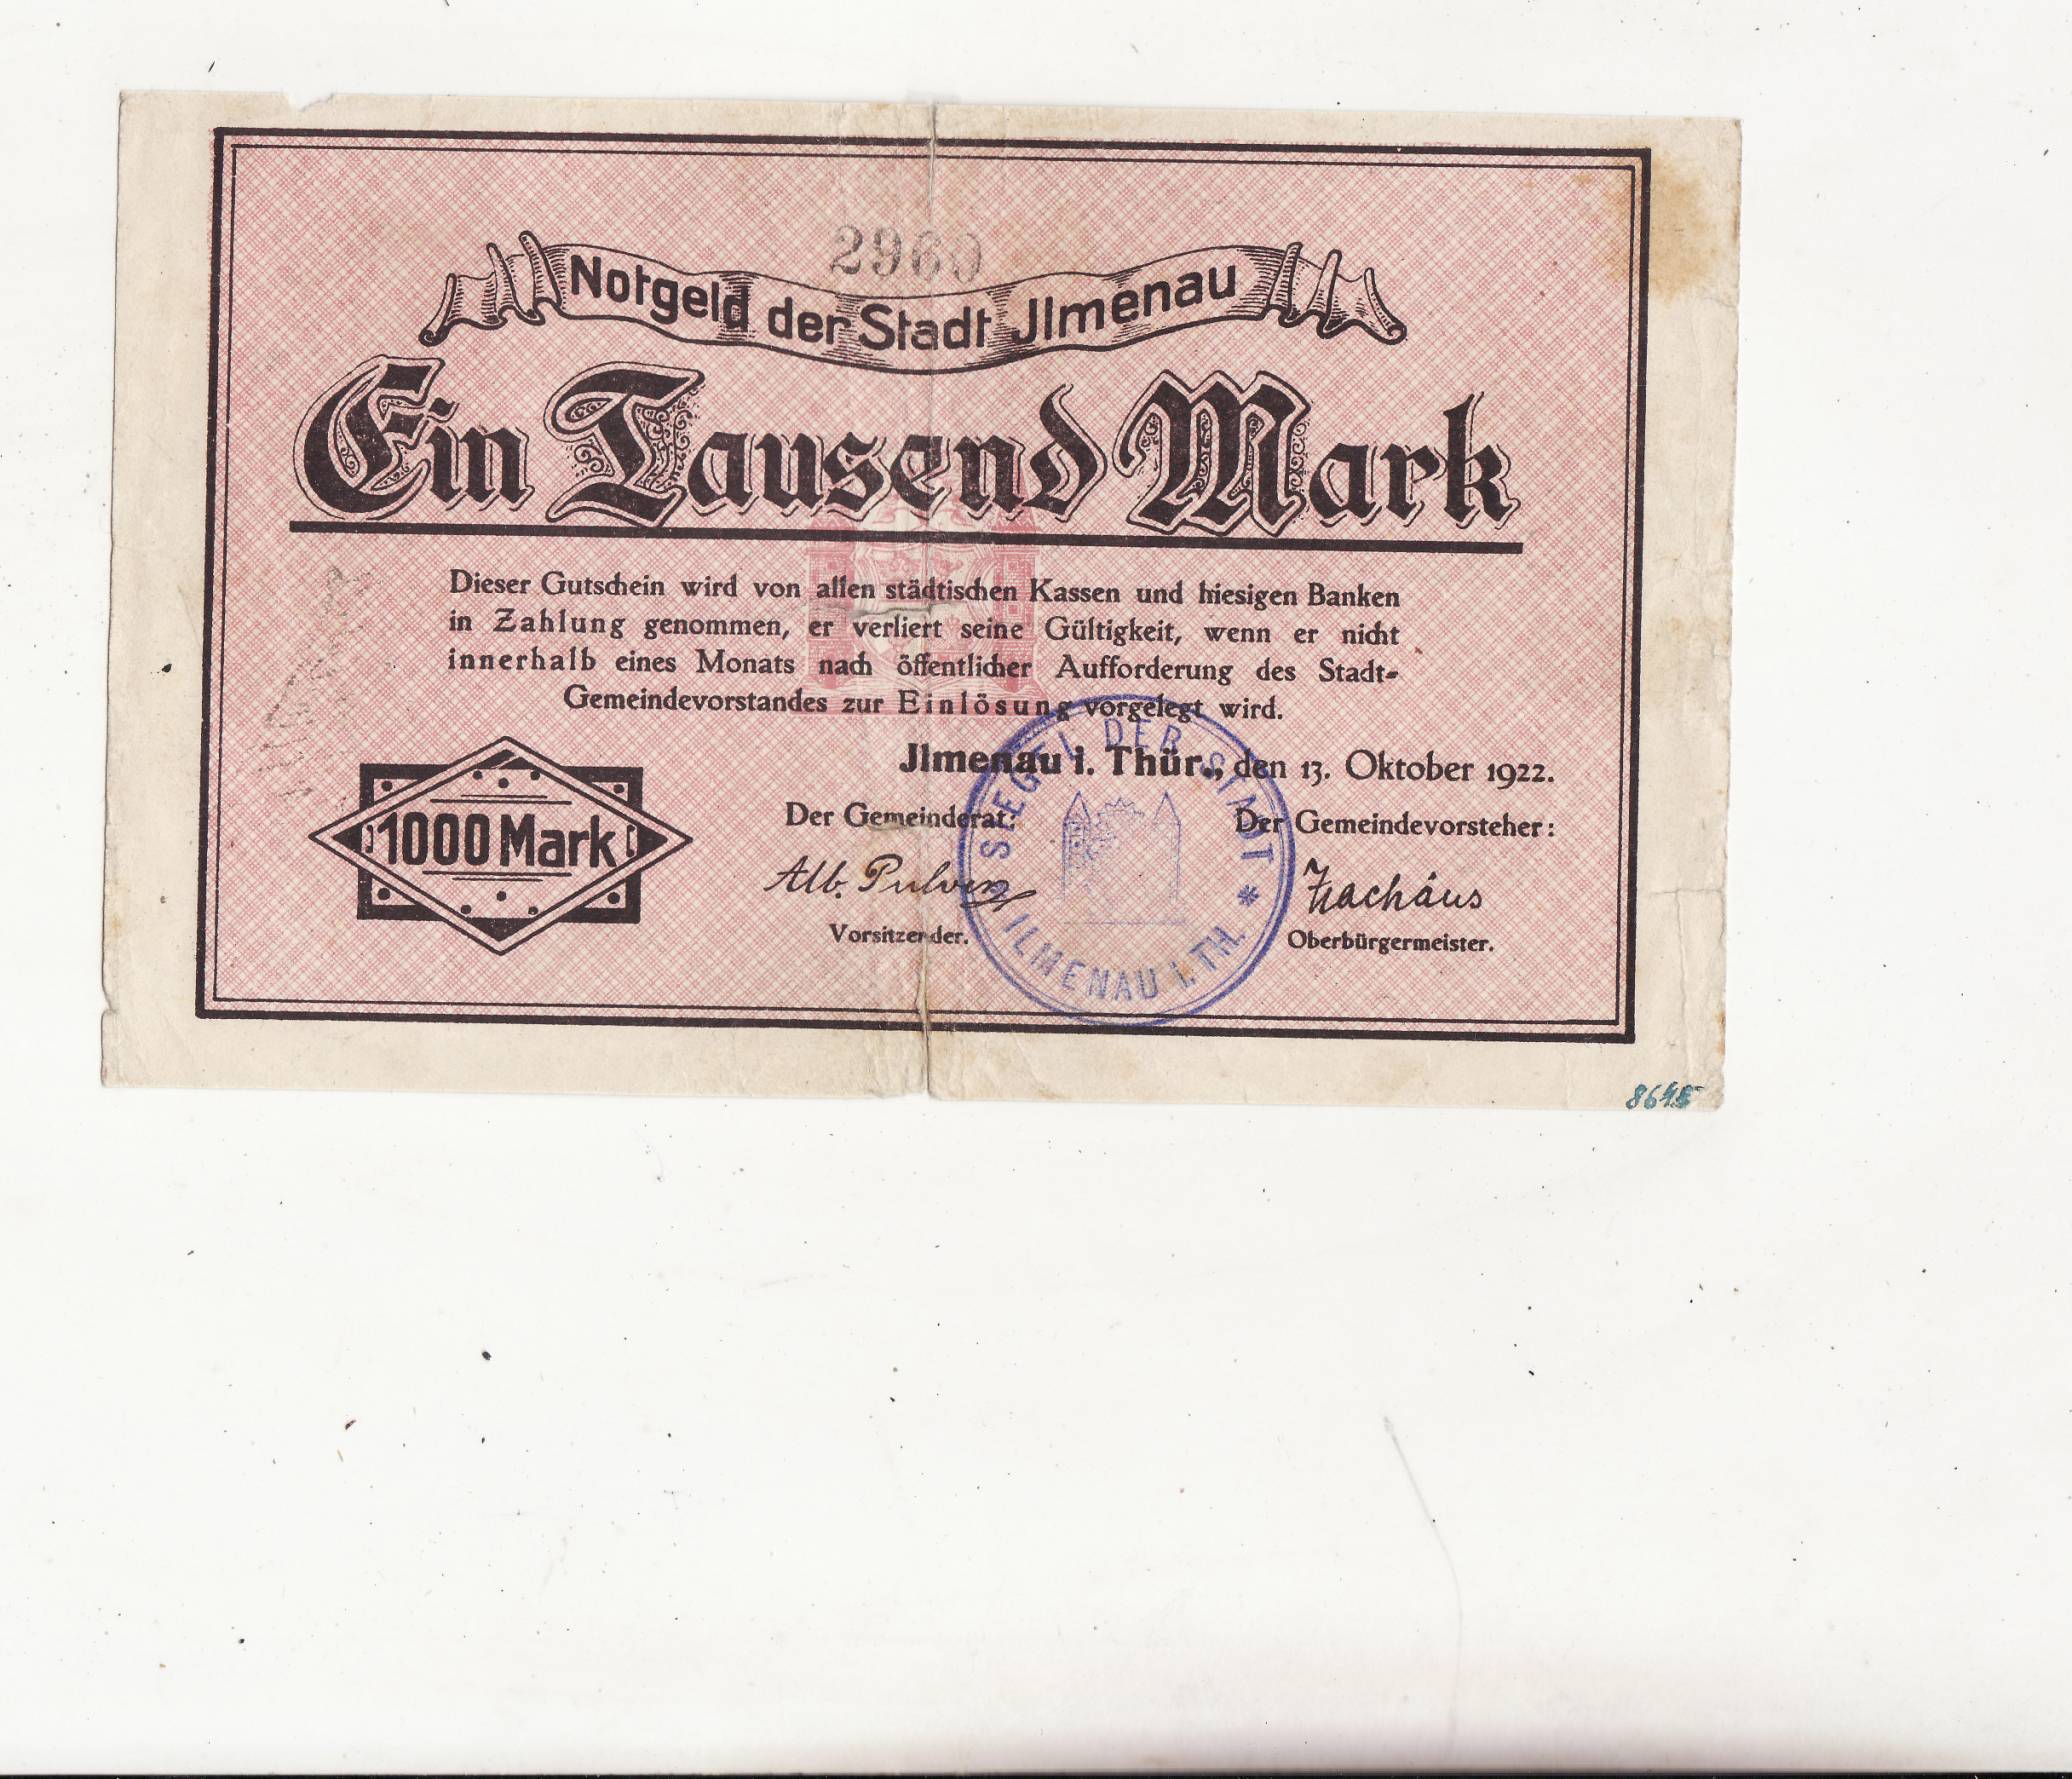 2960
Notgeld der Stadt Jlmenau
Ein Tausend Mark
Dieser Gutschein wird von allen städtischen Kassen und hiesigen Banken
in Zahlung genommen, er verliert seine Gültigkeit, wenn er nicht
innerhalb eines Monats nach öffentlicher Aufforderung des Stadt-
Gemeindevorstandes zur Einlösung vorgelegt wird.
Jlmenau i. Thür., den 13. Oktober 1922.
1000 Mark
Der Gemeinderat:
Der Gemeindevorsteher:
Alb.
Vorsitzender.
Oberbürgermeister.
SIEGEL DER STADT * ILMENAU I. TH.
8645